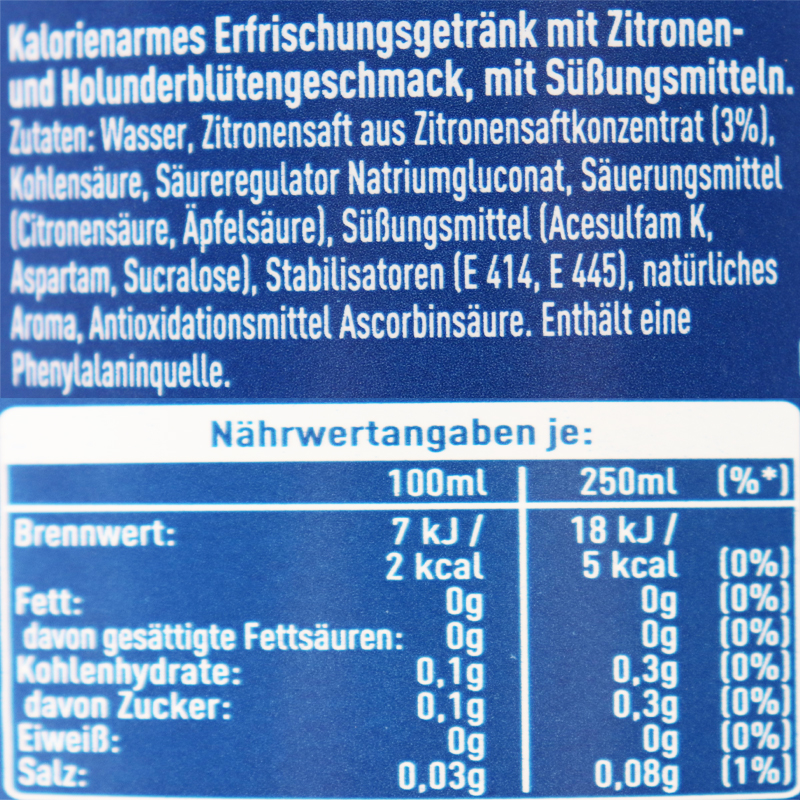 Kalorienarmes Erfrischungsgetränk mit Zitronen-
und Holunderblütengeschmack, mit Süßungsmitteln.
Zutaten: Wasser, Zitronensaft aus Zitronensaftkonzentrat (3%),
Kohlensäure, Säureregulator Natriumgluconat, Säuerungsmittel
(Citronensäure, Äpfelsäure), Süßungsmittel (Acesulfam K,
Aspartam, Sucralose), Stabilisatoren (E 414, E 445), natürliches
Aroma, Antioxidationsmittel Ascorbinsäure. Enthält eine
Phenylalaninquelle.
Nährwertangaben je:
100ml 250ml (%*)
Brennwert: 7 kJ / 18 kJ /
2 kcal 5 kcal (0%)
Fett: 0g 0g (0%)
davon gesättigte Fettsäuren: 0g 0g (0%)
Kohlenhydrate: 0,1g 0,3g (0%)
davon Zucker: 0,1g 0,3g (0%)
Eiweiß: 0g 0g (0%)
Salz: 0,03g 0,08g (1%)